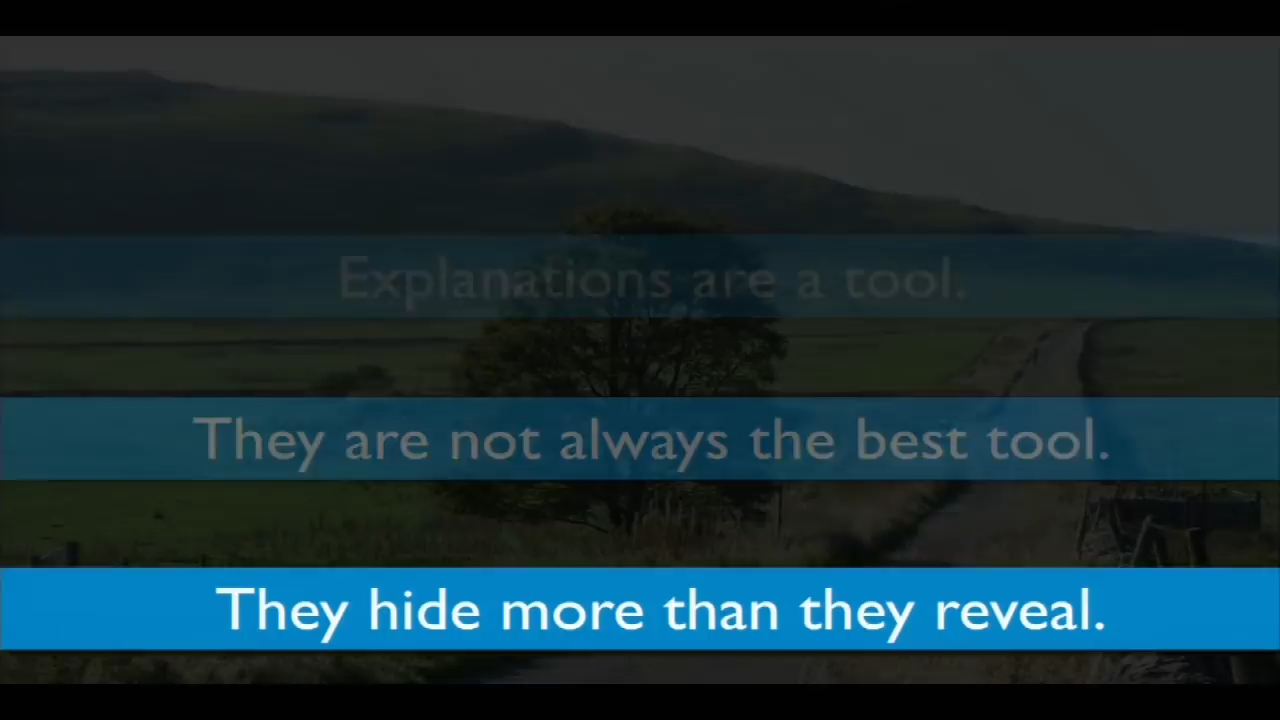 Explanations are a tool.
They are not always the best tool.
They hide more than they reveal.